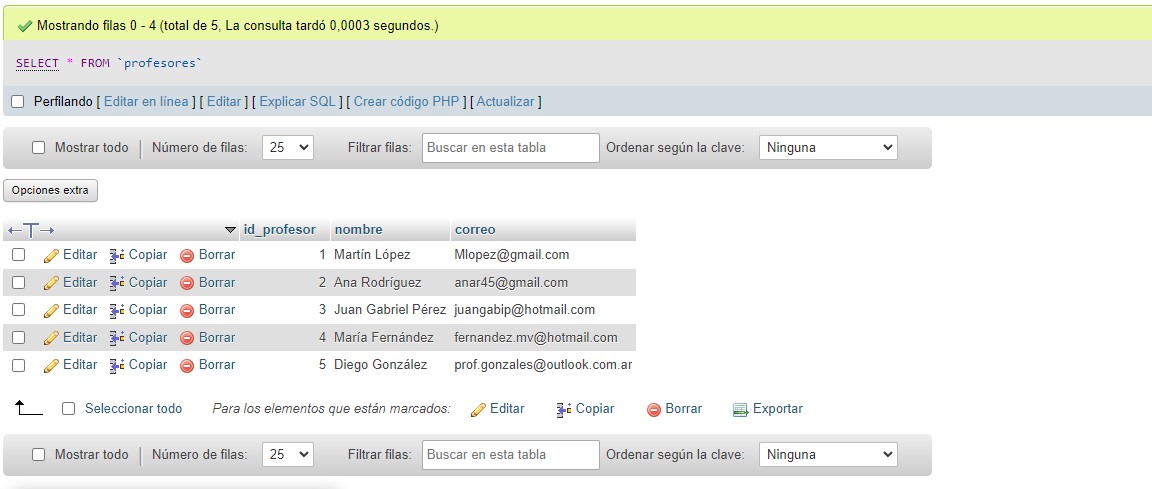 Mostrando filas 0 - 4 (total de 5, La consulta tardó 0,0003 segundos.)
SELECT * FROM `profesores`
Perfilando [ Editar en línea ] [ Editar ] [ Explicar SQL ] [ Crear código PHP ] [ Actualizar ]
Mostrar todo | Número de filas: 25 Filtrar filas: Buscar en esta tabla Ordenar según la clave: Ninguna
Opciones extra
←T→ id_profesor nombre correo
Editar Copiar Borrar 1 Martín López Mlopez@gmail.com
Editar Copiar Borrar 2 Ana Rodríguez anar45@gmail.com
Editar Copiar Borrar 3 Juan Gabriel Pérez juangabip@hotmail.com
Editar Copiar Borrar 4 María Fernández fernandez.mv@hotmail.com
Editar Copiar Borrar 5 Diego González prof.gonzales@outlook.com.ar
Seleccionar todo Para los elementos que están marcados: Editar Copiar Borrar Exportar
Mostrar todo | Número de filas: 25 Filtrar filas: Buscar en esta tabla Ordenar según la clave: Ninguna